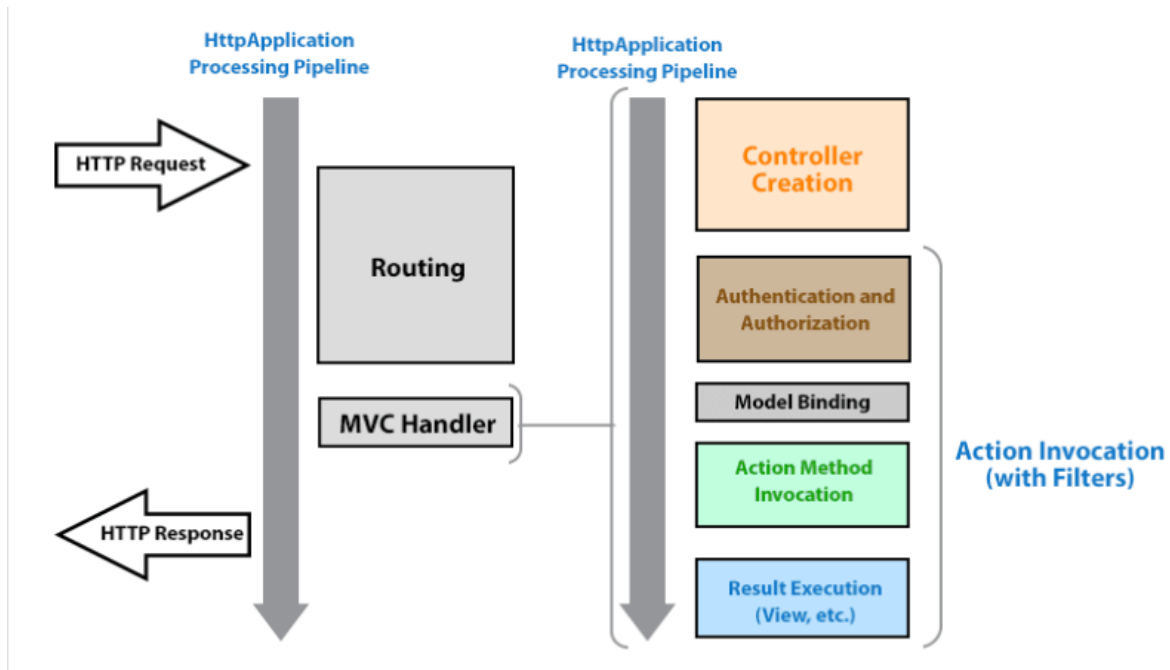 HttpApplication
Processing Pipeline
HttpApplication
Processing Pipeline
HTTP Request
Routing
MVC Handler
HTTP Response
Controller
Creation
Authentication and
Authorization
Model Binding
Action Method
Invocation
Result Execution
(View, etc.)
Action Invocation
(with Filters)